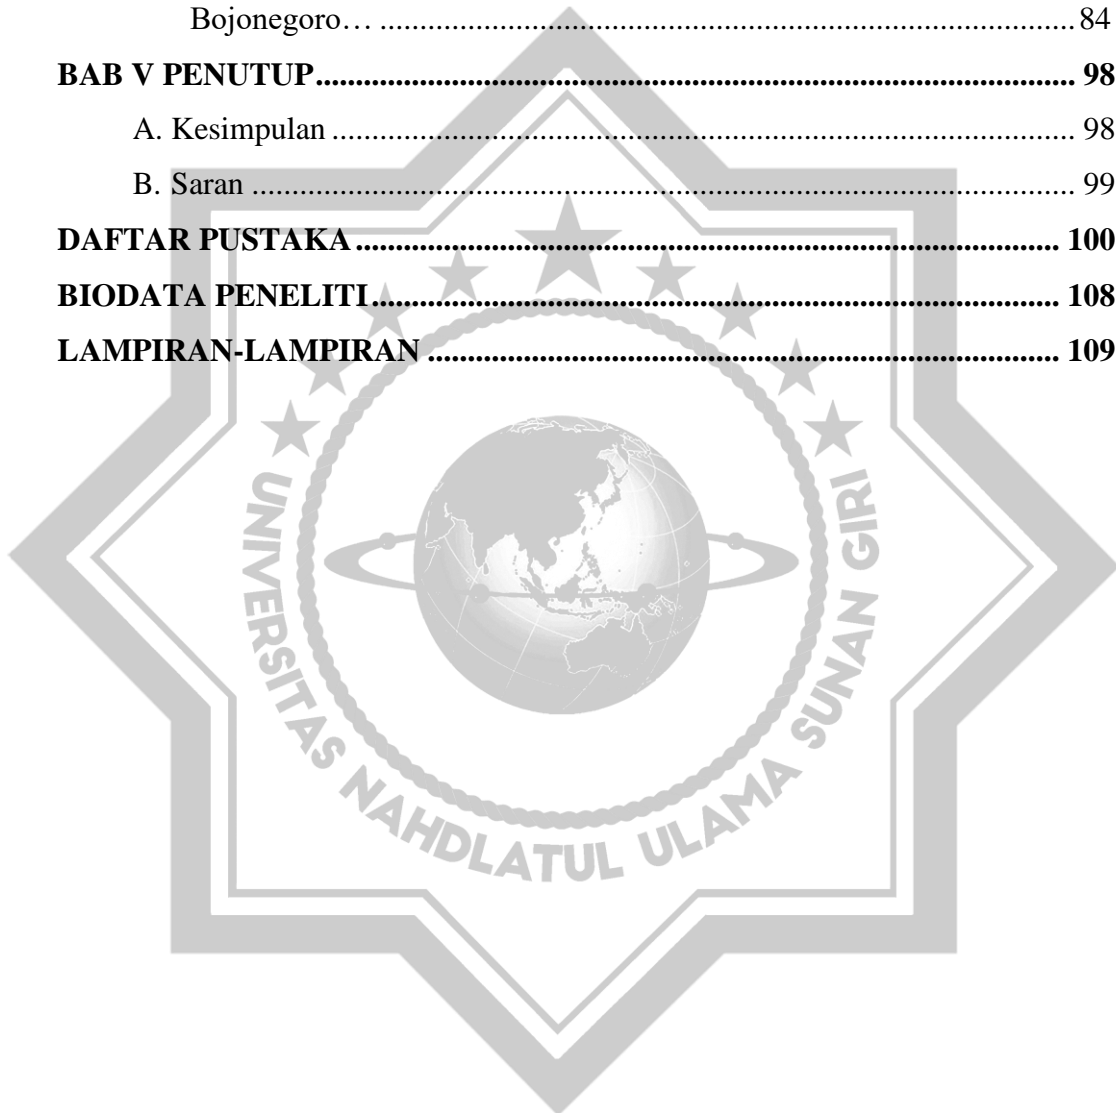 Bojonegoro… ........................................................................................ 84
BAB V PENUTUP ................................................................................................ 98
A. Kesimpulan .............................................................................................. 98
B. Saran ........................................................................................................ 99
DAFTAR PUSTAKA ......................................................................................... 100
BIODATA PENELITI ....................................................................................... 108
LAMPIRAN-LAMPIRAN ................................................................................. 109
UNIVERSITAS NAHDLATUL ULAMA SUNAN GIRI